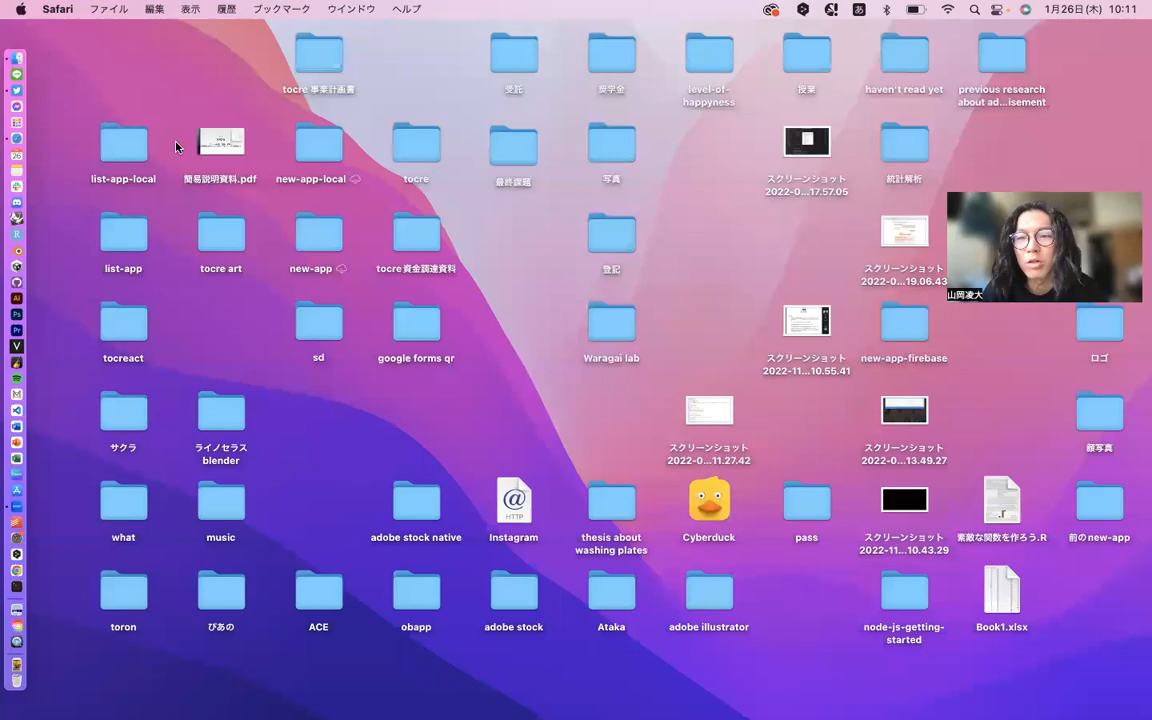 Safari ファイル 編集 表示 履歴 ブックマーク ウインドウ ヘルプ
あ
1月26日(木) 10:11
tocre 事業計画書
受託
奨学金
level-of-
happyness
授業
haven't read yet
previous research
about ad...isement
list-app-local
簡易説明資料.pdf
new-app-local
tocre
最終課題
写真
スクリーンショット
2022-0...17.57.05
統計解析
list-app
tocre art
new-app
tocre資金調達資料
登記
スクリーンショット
2022-0...19.06.43
山岡凌大
tocreact
sd
google forms qr
Waragai lab
スクリーンショット
2022-11...10.55.41
new-app-firebase
ロゴ
サクラ
ライノセラス
blender
スクリーンショット
2022-0...11.27.42
スクリーンショット
2022-0...13.49.27
顔写真
@
HTTP
what
music
adobe stock native
Instagram
thesis about
washing plates
Cyberduck
pass
スクリーンショット
2022-11...10.43.29
素敵な関数を作ろう.R
前のnew-app
toron
ぴあの
ACE
obapp
adobe stock
Ataka
adobe illustrator
node-js-getting-
started
Book1.xlsx